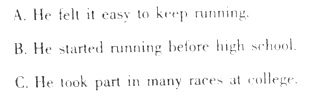 A. He felt it easy to keep running.
B. He started running before high school.
C. He took part in many races at college.